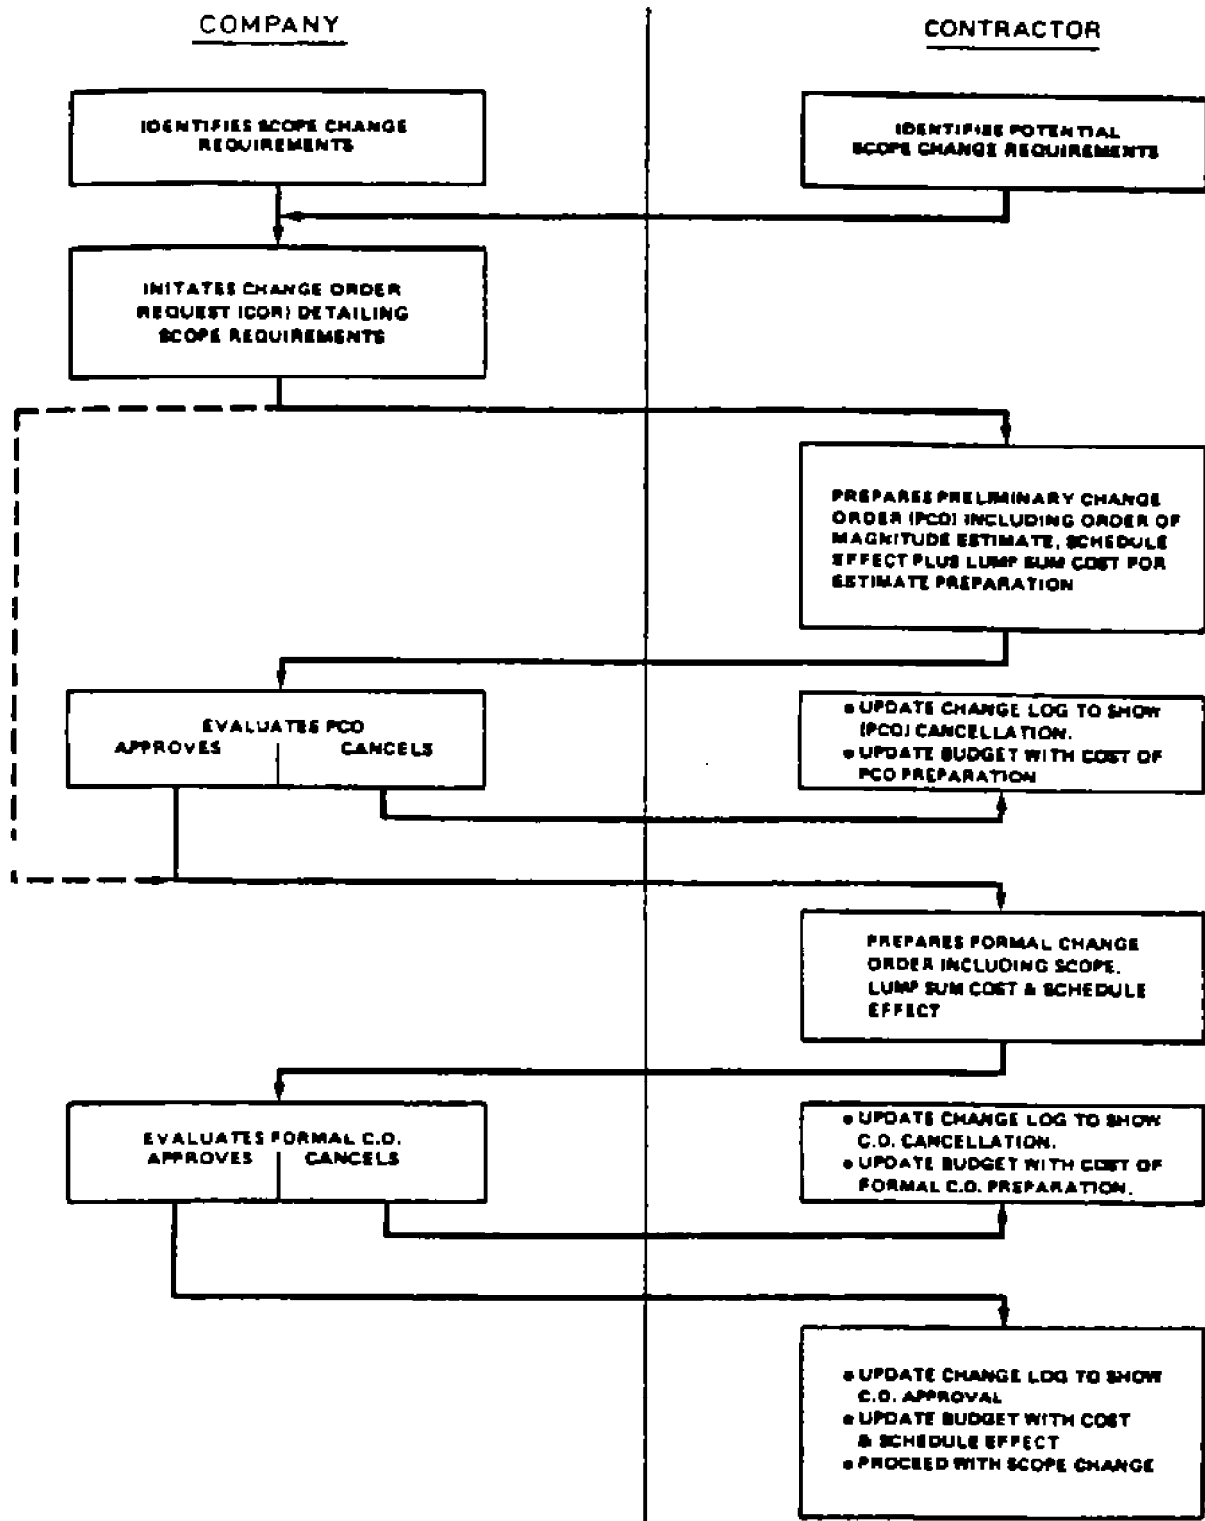 COMPANY
CONTRACTOR
IDENTIFIES SCOPE CHANGE
REQUIREMENTS
IDENTIFIES POTENTIAL
SCOPE CHANGE REQUIREMENTS
INITATES CHANGE ORDER
REQUEST (COR) DETAILING
SCOPE REQUIREMENTS
PREPARES PRELIMINARY CHANGE
ORDER (PCO) INCLUDING ORDER OF
MAGNITUDE ESTIMATE, SCHEDULE
EFFECT PLUS LUMP SUM COST FOR
ESTIMATE PREPARATION
EVALUATES PCO
APPROVES CANCELS
• UPDATE CHANGE LOG TO SHOW
(PCO) CANCELLATION.
• UPDATE BUDGET WITH COST OF
PCO PREPARATION
PREPARES FORMAL CHANGE
ORDER INCLUDING SCOPE,
LUMP SUM COST & SCHEDULE
EFFECT
EVALUATES FORMAL C.O.
APPROVES CANCELS
• UPDATE CHANGE LOG TO SHOW
C.O. CANCELLATION.
• UPDATE BUDGET WITH COST OF
FORMAL C.O. PREPARATION.
• UPDATE CHANGE LOG TO SHOW
C.O. APPROVAL
• UPDATE BUDGET WITH COST
& SCHEDULE EFFECT
• PROCEED WITH SCOPE CHANGE